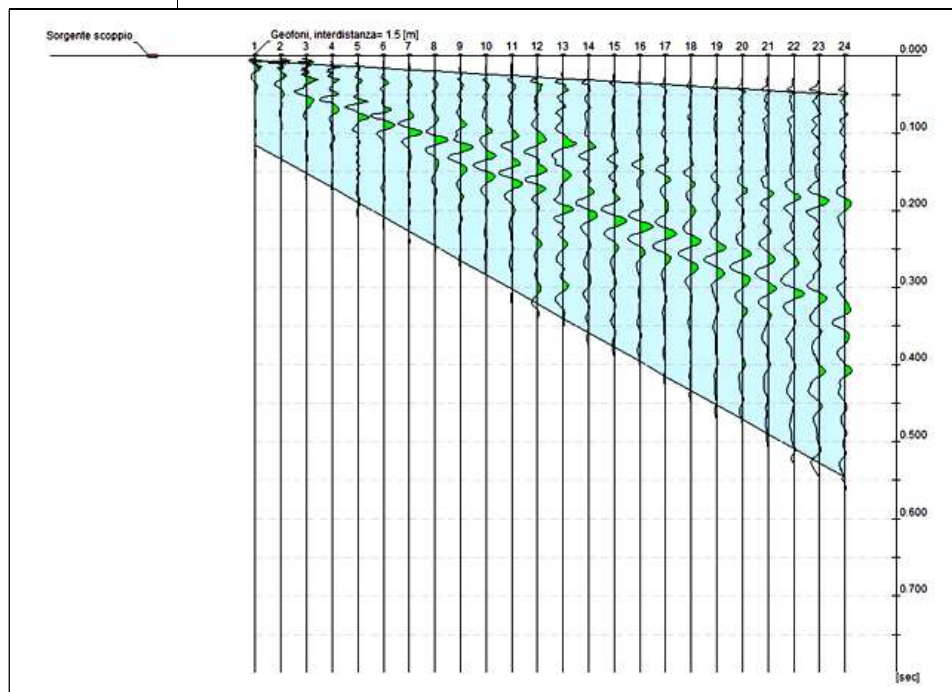 Sorgente scoppio
Geofoni, interdistanza= 1.5 [m]
1 2 3 4 5 6 7 8 9 10 11 12 13 14 15 16 17 18 19 20 21 22 23 24
0.000
0.100
0.200
0.300
0.400
0.500
0.600
0.700
[sec]